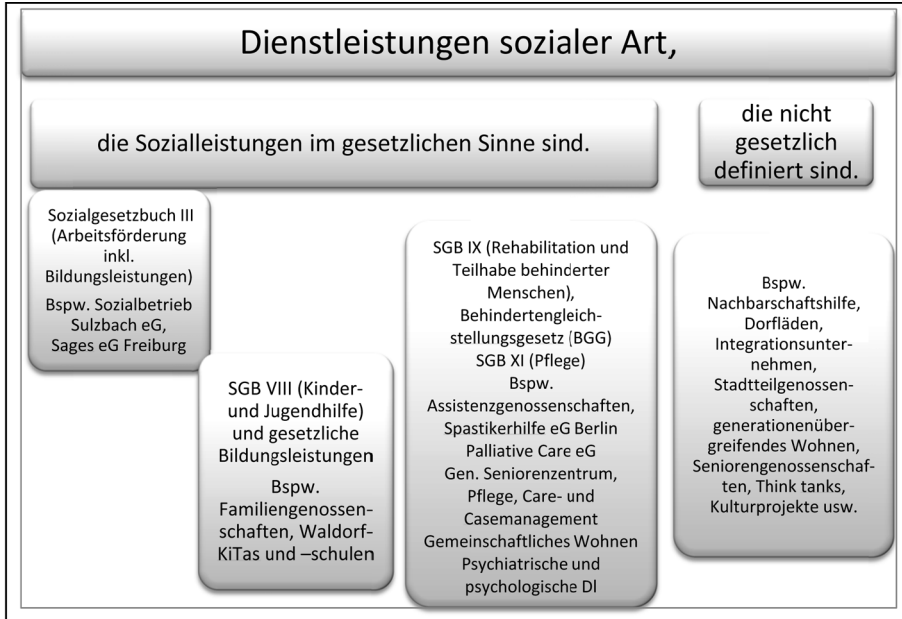 Dienstleistungen sozialer Art,
die Sozialleistungen im gesetzlichen Sinne sind.
die nicht
gesetzlich
definiert sind.
Sozialgesetzbuch III
(Arbeitsförderung
inkl.
Bildungsleistungen)
Bspw. Sozialbetrieb
Sulzbach eG,
Sages eG Freiburg
SGB VIII (Kinder-
und Jugendhilfe)
und gesetzliche
Bildungsleistungen
Bspw.
Familiengenossen-
schaften, Waldorf-
KiTas und –schulen
SGB IX (Rehabilitation und
Teilhabe behinderter
Menschen),
Behindertengleich-
stellungsgesetz (BGG)
SGB XI (Pflege)
Bspw.
Assistenzgenossenschaften,
Spastikerhilfe eG Berlin
Palliative Care eG
Gen. Seniorenzentrum,
Pflege, Care- und
Casemanagement
Gemeinschaftliches Wohnen
Psychiatrische und
psychologische Dl
Bspw.
Nachbarschaftshilfe,
Dorfläden,
Integrationsunter-
nehmen,
Stadtteilgenossen-
schaften,
generationenüber-
greifendes Wohnen,
Seniorengenossenschaf-
ten, Think tanks,
Kulturprojekte usw.